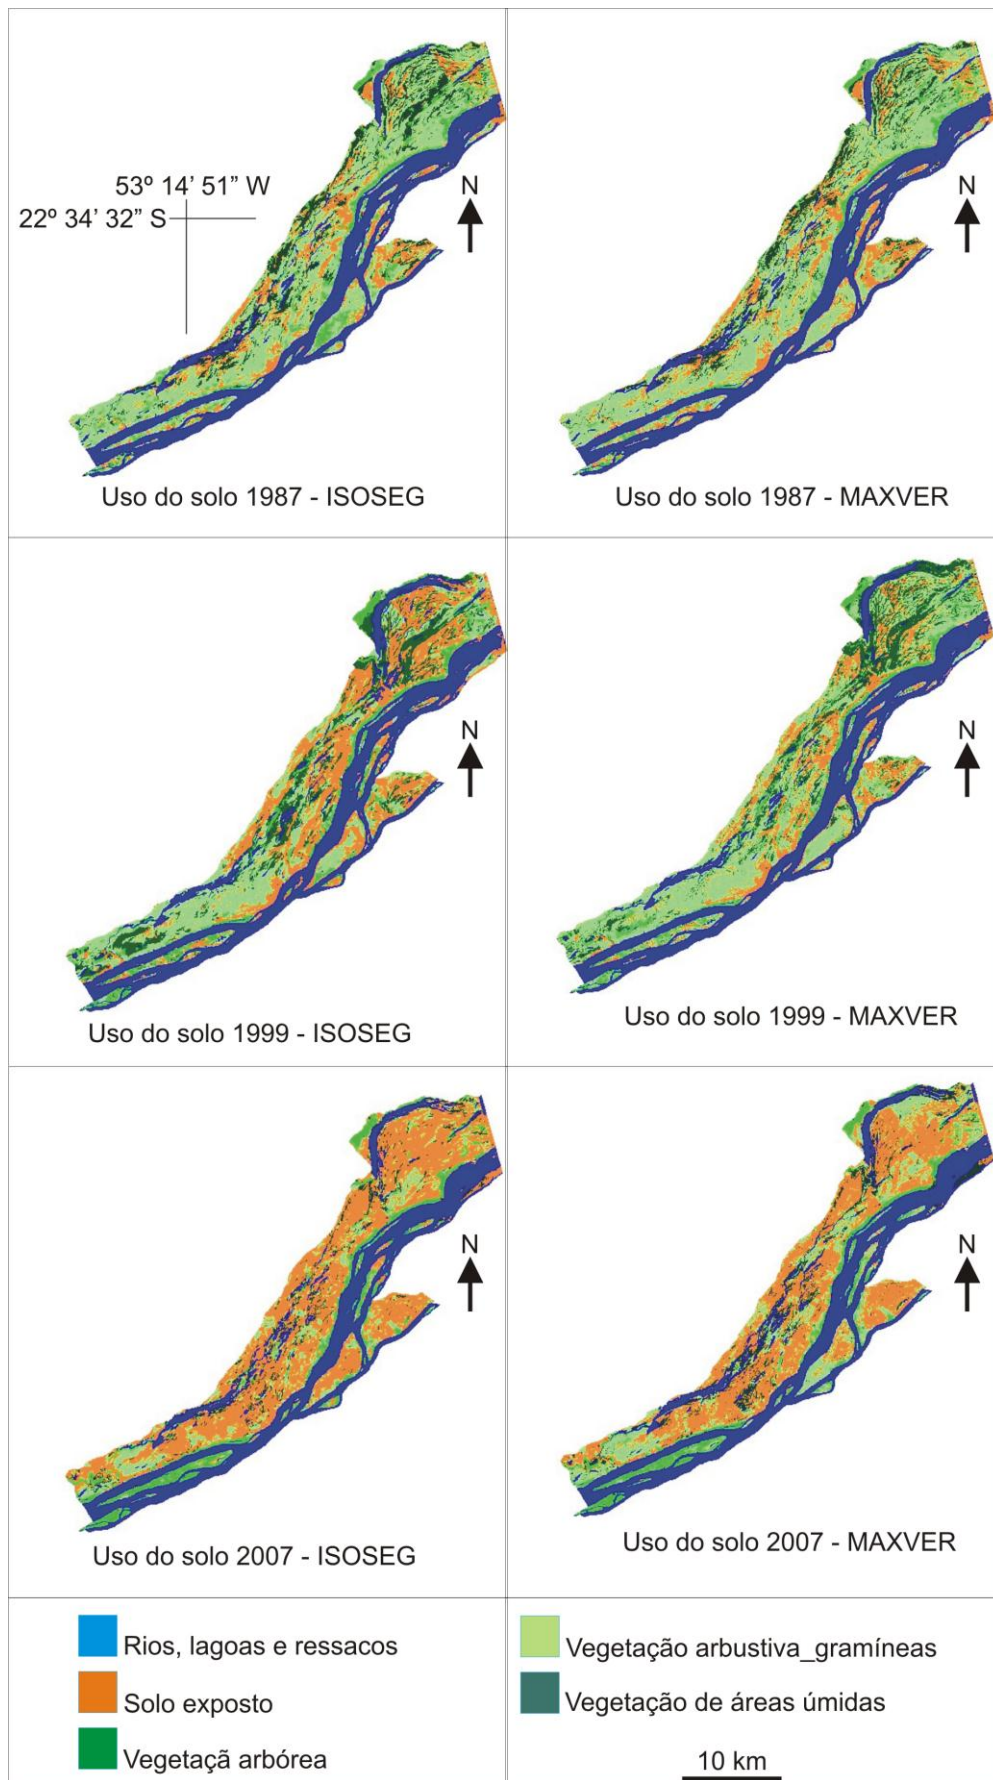 53º 14’ 51” W
22º 34’ 32” S
N
N
Uso do solo 1987 - ISOSEG
Uso do solo 1987 - MAXVER
N
N
Uso do solo 1999 - ISOSEG
Uso do solo 1999 - MAXVER
N
N
Uso do solo 2007 - ISOSEG
Uso do solo 2007 - MAXVER
Rios, lagoas e ressacos
Solo exposto
Vegetaçã arbórea
Vegetação arbustiva_gramíneas
Vegetação de áreas úmidas
10 km